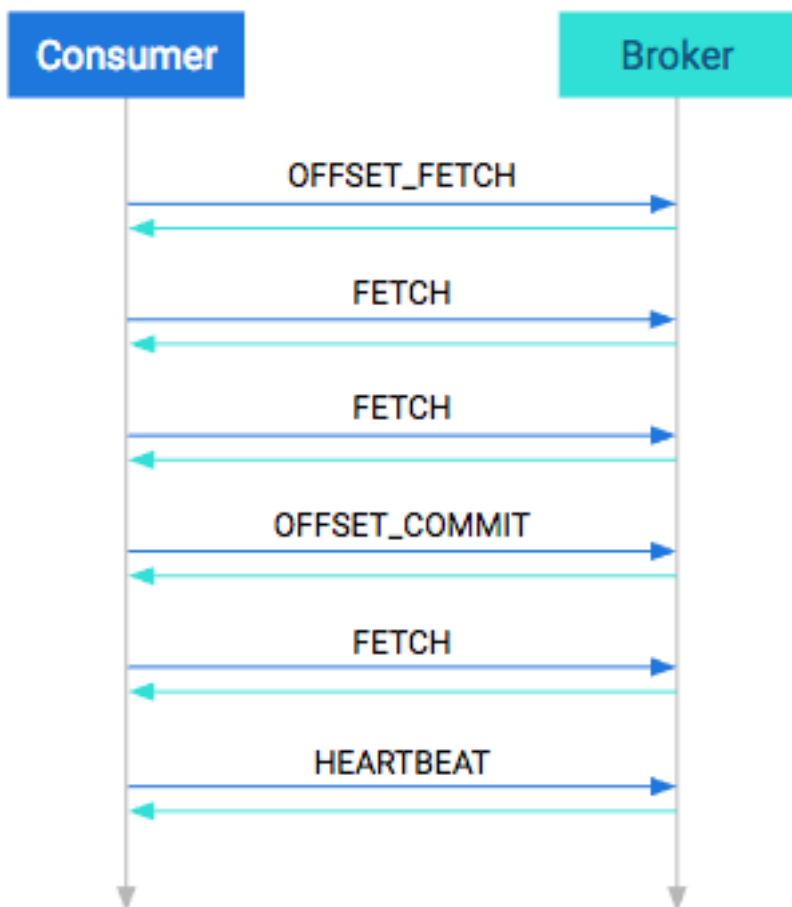 Consumer
Broker
OFFSET_FETCH
FETCH
FETCH
OFFSET_COMMIT
FETCH
HEARTBEAT